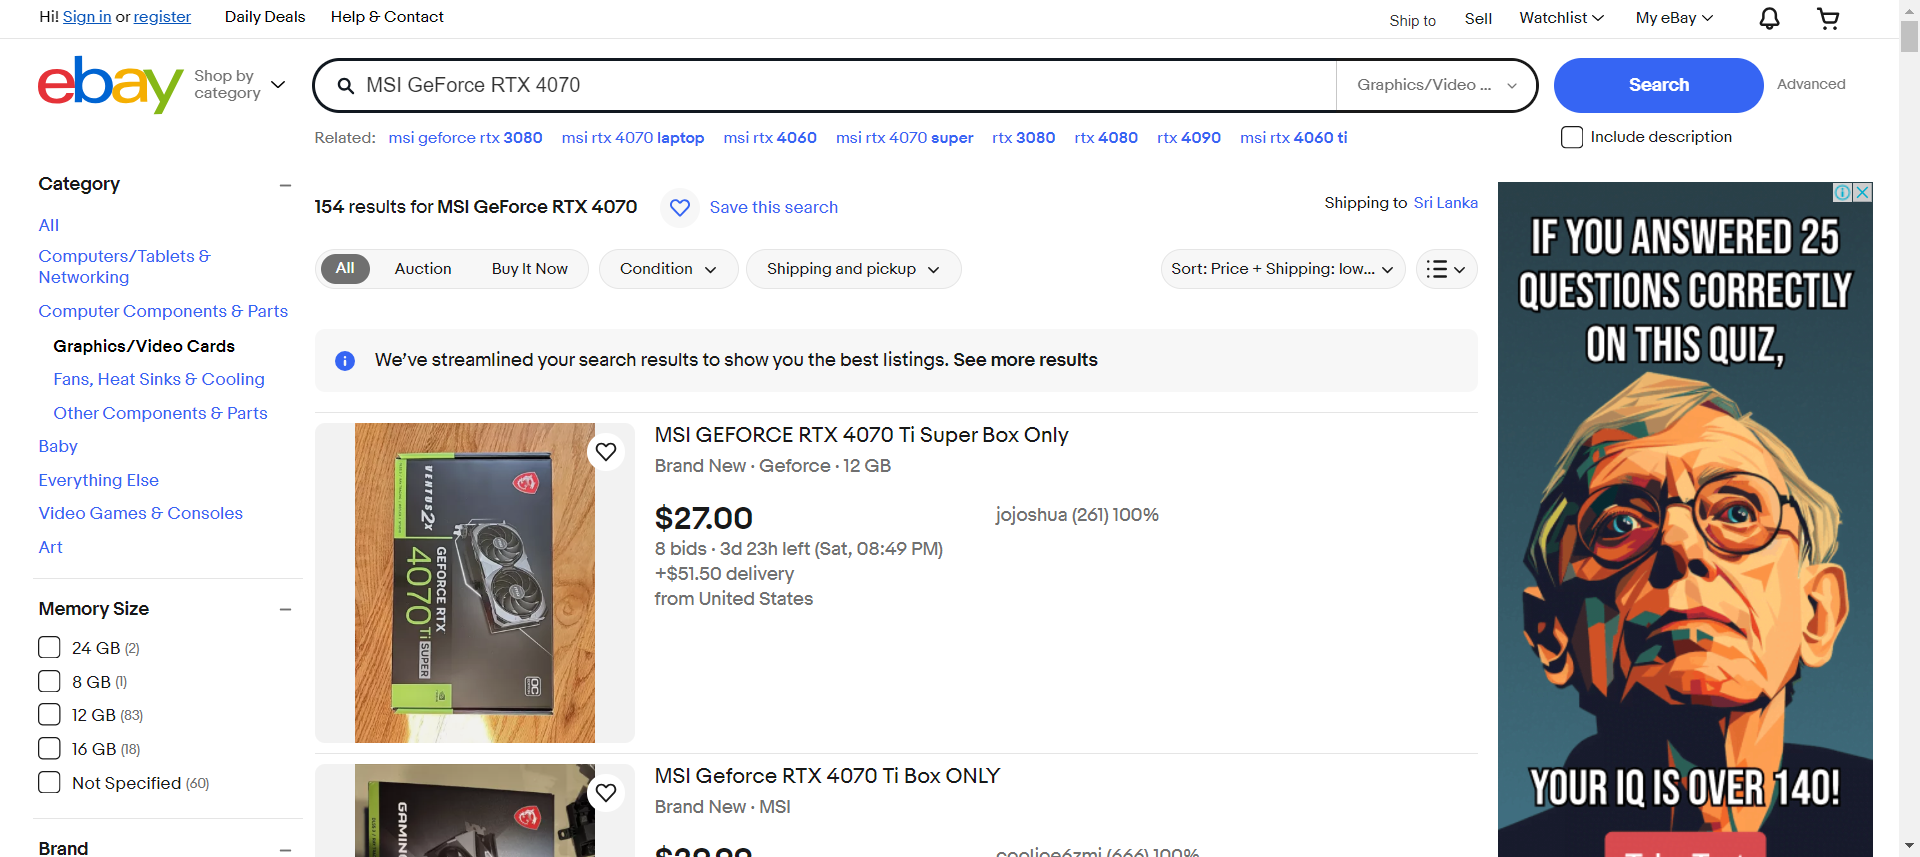 Hi! Sign in or register
Daily Deals
Help & Contact
Ship to
Sell
Watchlist
My eBay
ebay
Shop by
category
MSI GeForce RTX 4070
Graphics/Video ...
Search
Advanced
Related: msi geforce rtx 3080 msi rtx 4070 laptop msi rtx 4060 msi rtx 4070 super rtx 3080 rtx 4080 rtx 4090 msi rtx 4060 ti
Include description
Category
All
Computers/Tablets &
Networking
Computer Components & Parts
Graphics/Video Cards
Fans, Heat Sinks & Cooling
Other Components & Parts
Baby
Everything Else
Video Games & Consoles
Art
Memory Size
24 GB (2)
8 GB (1)
12 GB (83)
16 GB (18)
Not Specified (60)
Brand
154 results for MSI GeForce RTX 4070
Save this search
Shipping to Sri Lanka
All
Auction
Buy It Now
Condition
Shipping and pickup
Sort: Price + Shipping: low...
We've streamlined your search results to show you the best listings. See more results
VENTUS 2X
GEFORCE RTX
4070 Ti SUPER
OC
MSI GEFORCE RTX 4070 Ti Super Box Only
Brand New · Geforce · 12 GB
$27.00
8 bids · 3d 23h left (Sat, 08:49 PM)
+$51.50 delivery
from United States
jojoshua (261) 100%
GAMING
MSI Geforce RTX 4070 Ti Box ONLY
Brand New · MSI
IF YOU ANSWERED 25
QUESTIONS CORRECTLY
ON THIS QUIZ,
YOUR IQ IS OVER 140!